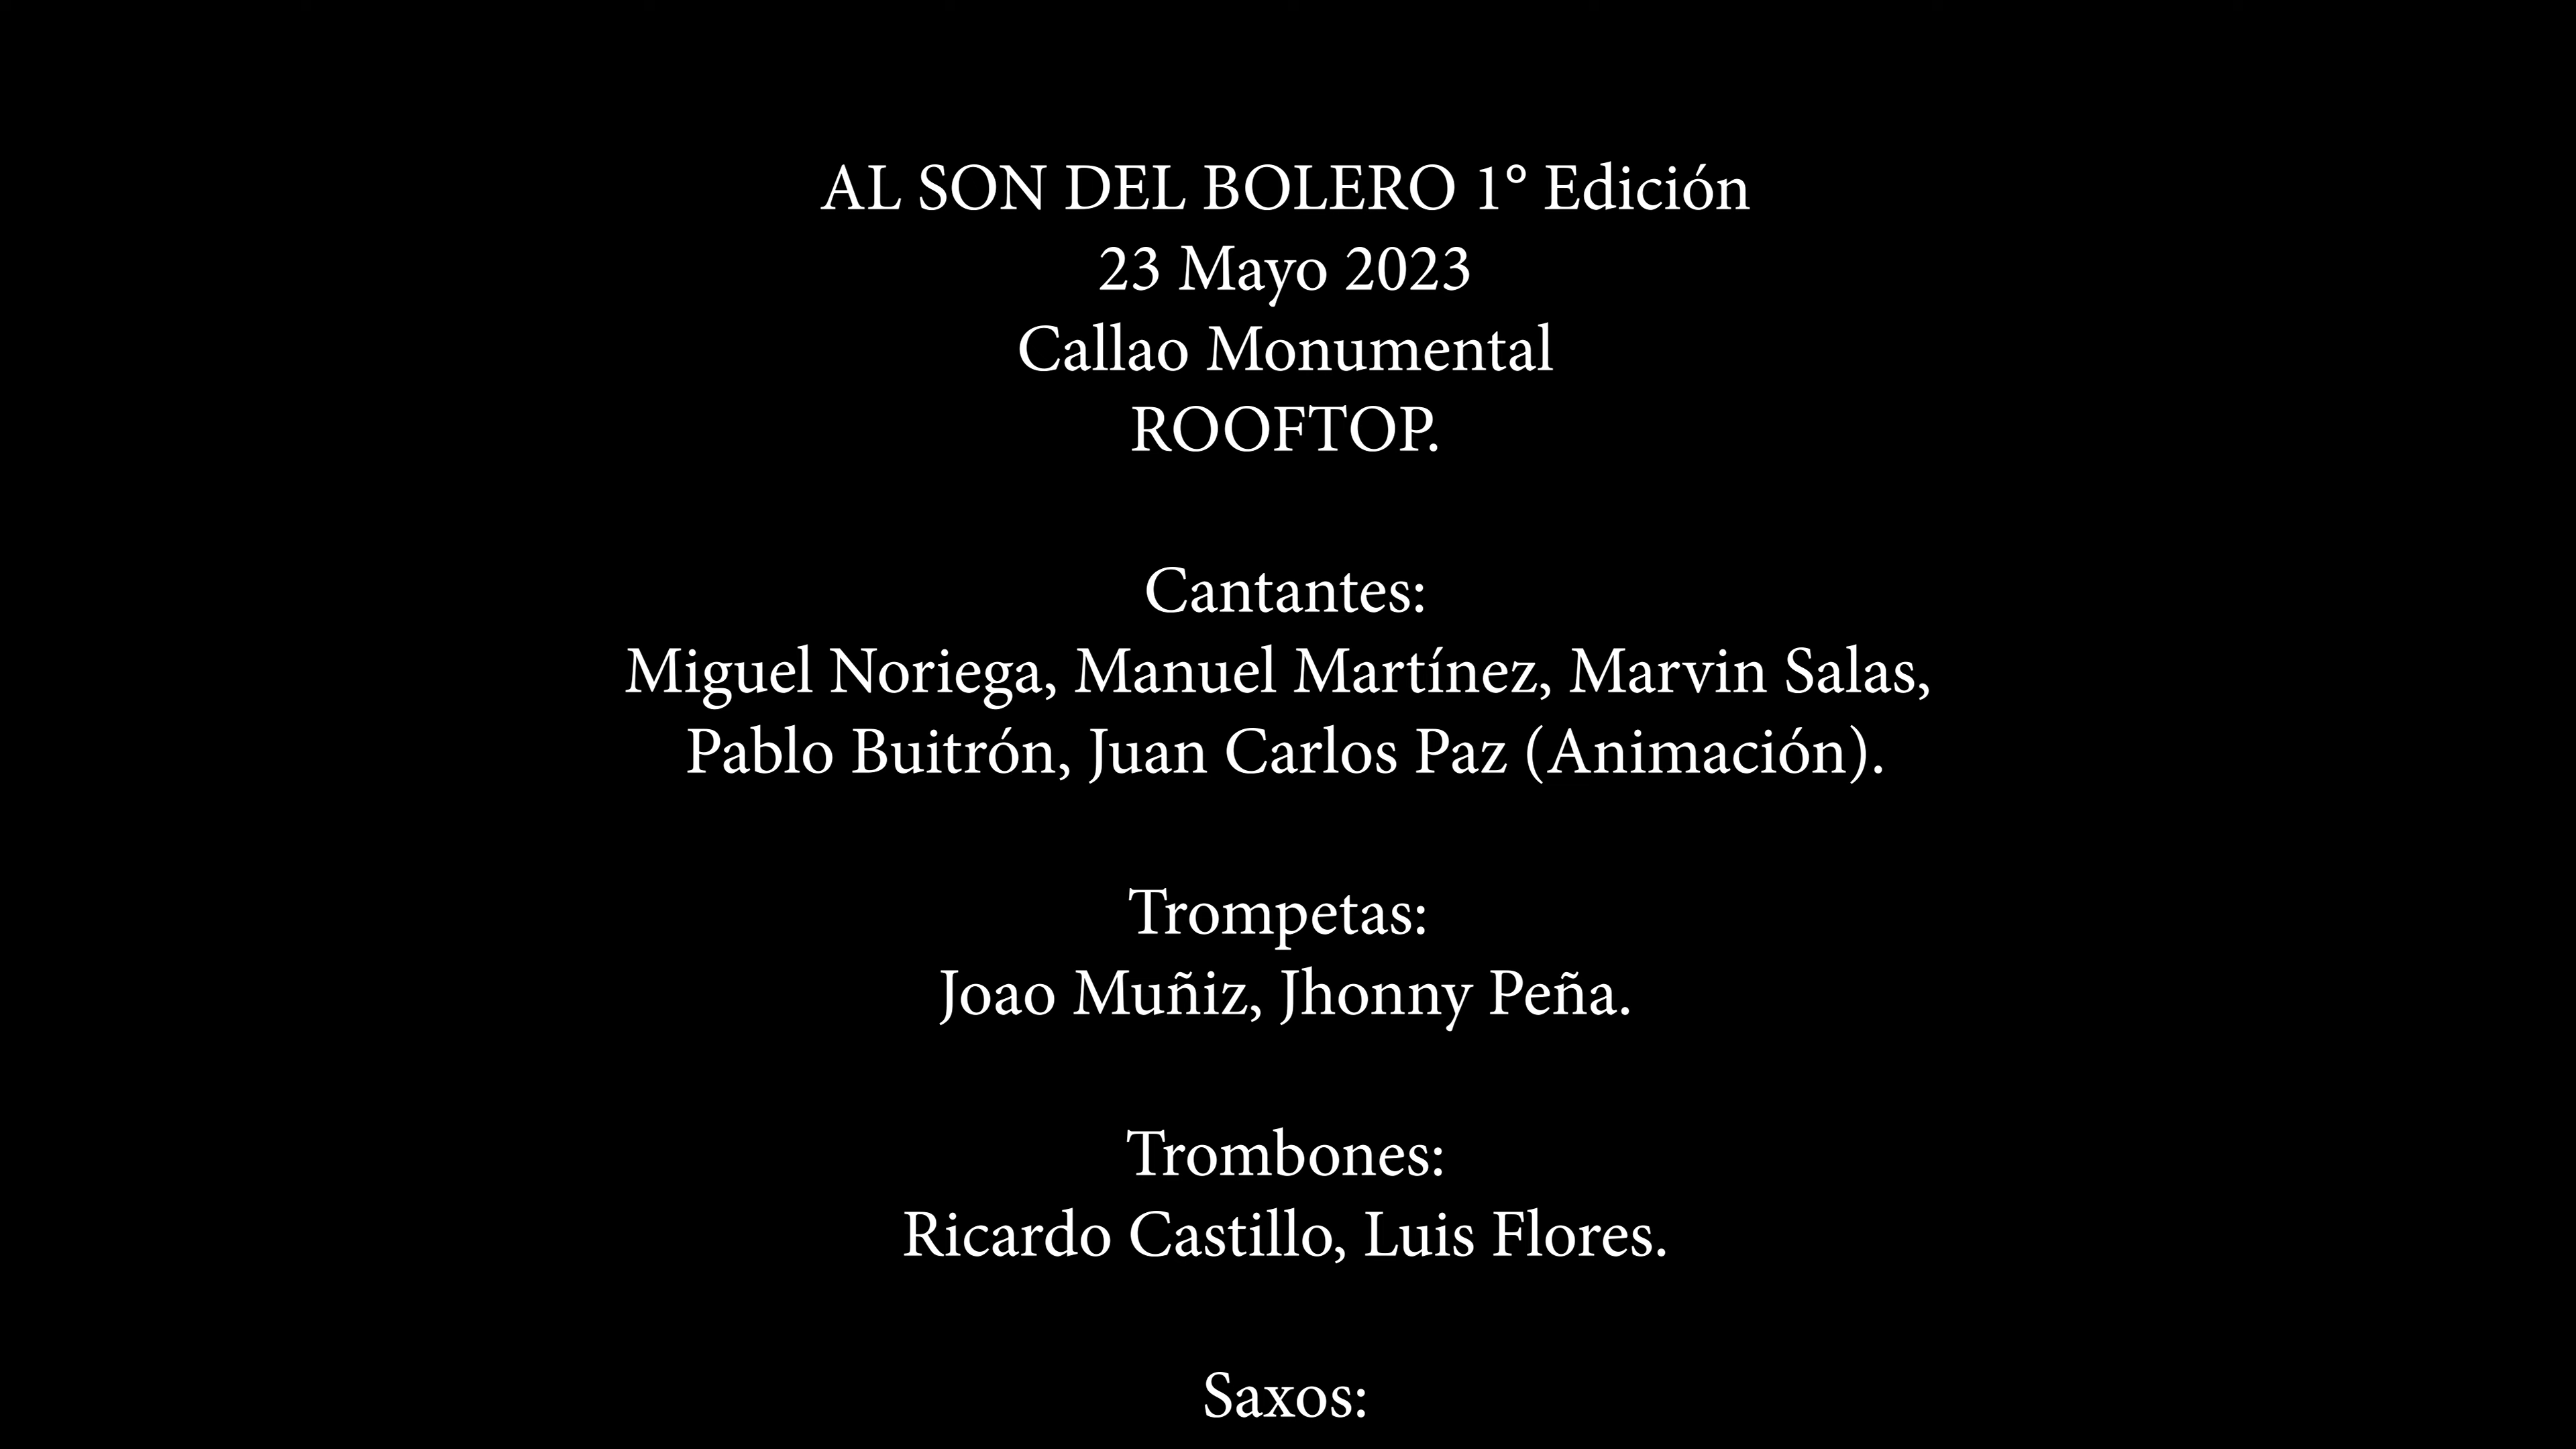 AL SON DEL BOLERO 1° Edición
23 Mayo 2023
Callao Monumental
ROOFTOP.
Cantantes:
Miguel Noriega, Manuel Martínez, Marvin Salas,
Pablo Buitrón, Juan Carlos Paz (Animación).
Trompetas:
Joao Muñiz, Jhonny Peña.
Trombones:
Ricardo Castillo, Luis Flores.
Saxos: